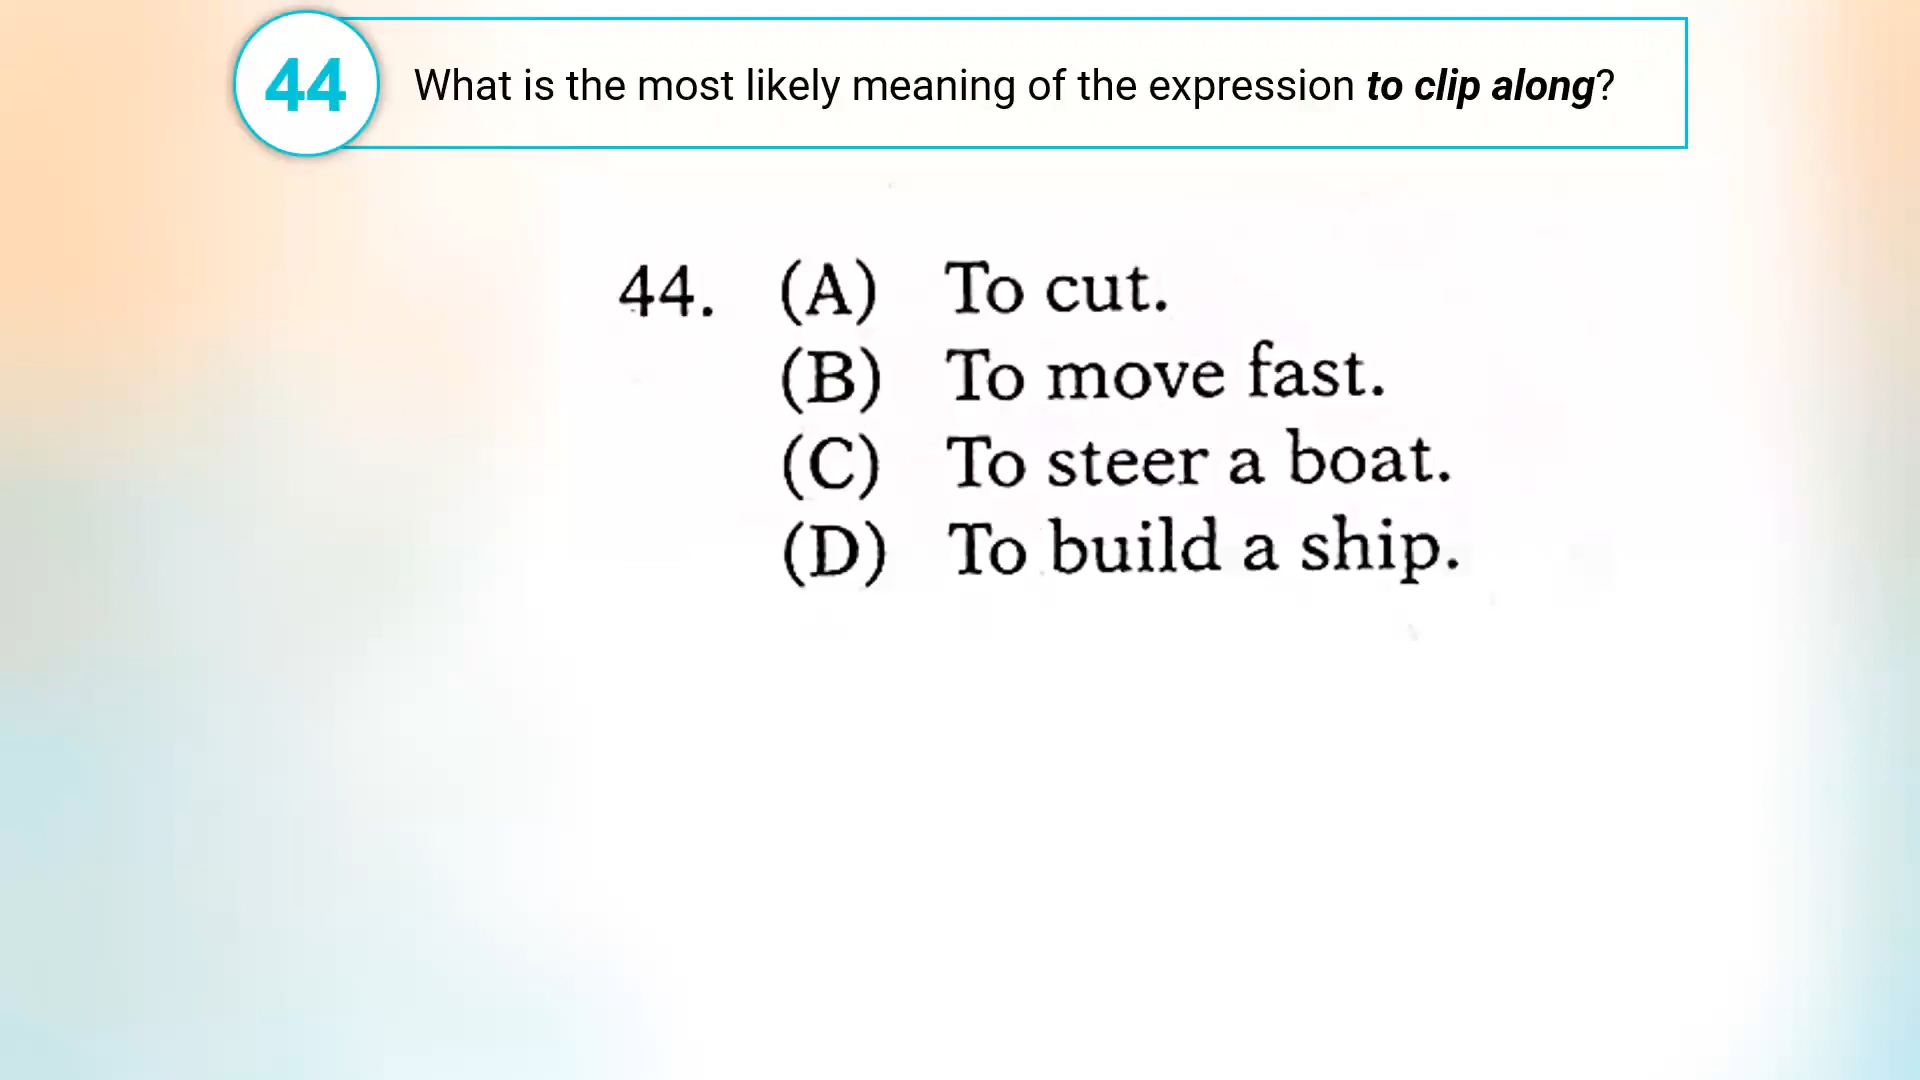 44 What is the most likely meaning of the expression to clip along?
44. (A) To cut.
(B) To move fast.
(C) To steer a boat.
(D) To build a ship.